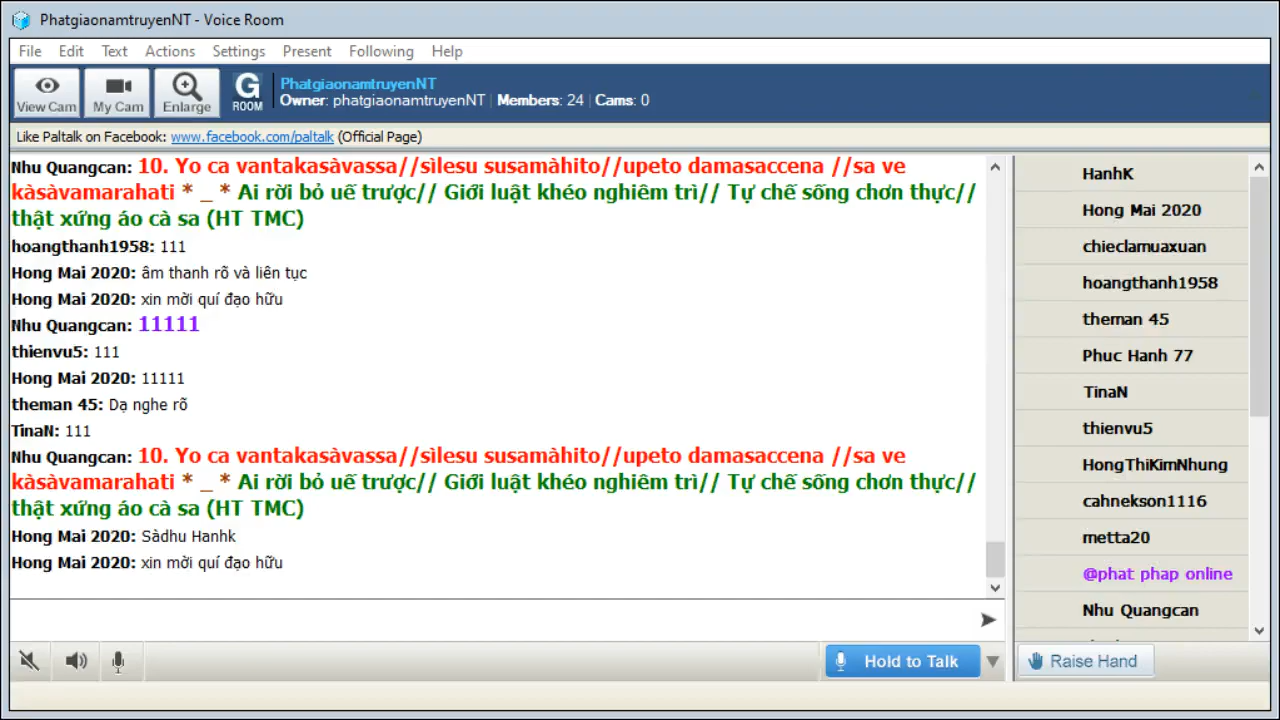 PhatgiaonamtruyenNT - Voice Room
File Edit Text Actions Settings Present Following Help
View Cam My Cam Enlarge G ROOM
PhatgiaonamtruyenNT
Owner: phatgiaonamtruyenNT | Members: 24 | Cams: 0
Like Paltalk on Facebook: www.facebook.com/paltalk (Official Page)
Nhu Quangcan: 10. Yo ca vantakasàvassa//sìlesu susamàhito//upeto damasaccena //sa ve
kàsàvamarahati * _ * Ai rời bỏ uế trược// Giới luật khéo nghiêm trì// Tự chế sống chơn thực//
thật xứng áo cà sa (HT TMC)
hoangthanh1958: 111
Hong Mai 2020: âm thanh rõ và liên tục
Hong Mai 2020: xin mời quí đạo hữu
Nhu Quangcan: 11111
thienvu5: 111
Hong Mai 2020: 11111
theman 45: Dạ nghe rõ
TinaN: 111
Nhu Quangcan: 10. Yo ca vantakasàvassa//sìlesu susamàhito//upeto damasaccena //sa ve
kàsàvamarahati * _ * Ai rời bỏ uế trược// Giới luật khéo nghiêm trì// Tự chế sống chơn thực//
thật xứng áo cà sa (HT TMC)
Hong Mai 2020: Sàdhu Hanhk
Hong Mai 2020: xin mời quí đạo hữu
HanhK
Hong Mai 2020
chieclamuaxuan
hoangthanh1958
theman 45
Phuc Hanh 77
TinaN
thienvu5
HongThiKimNhung
cahnekson1116
metta20
@phat phap online
Nhu Quangcan
Hold to Talk
Raise Hand